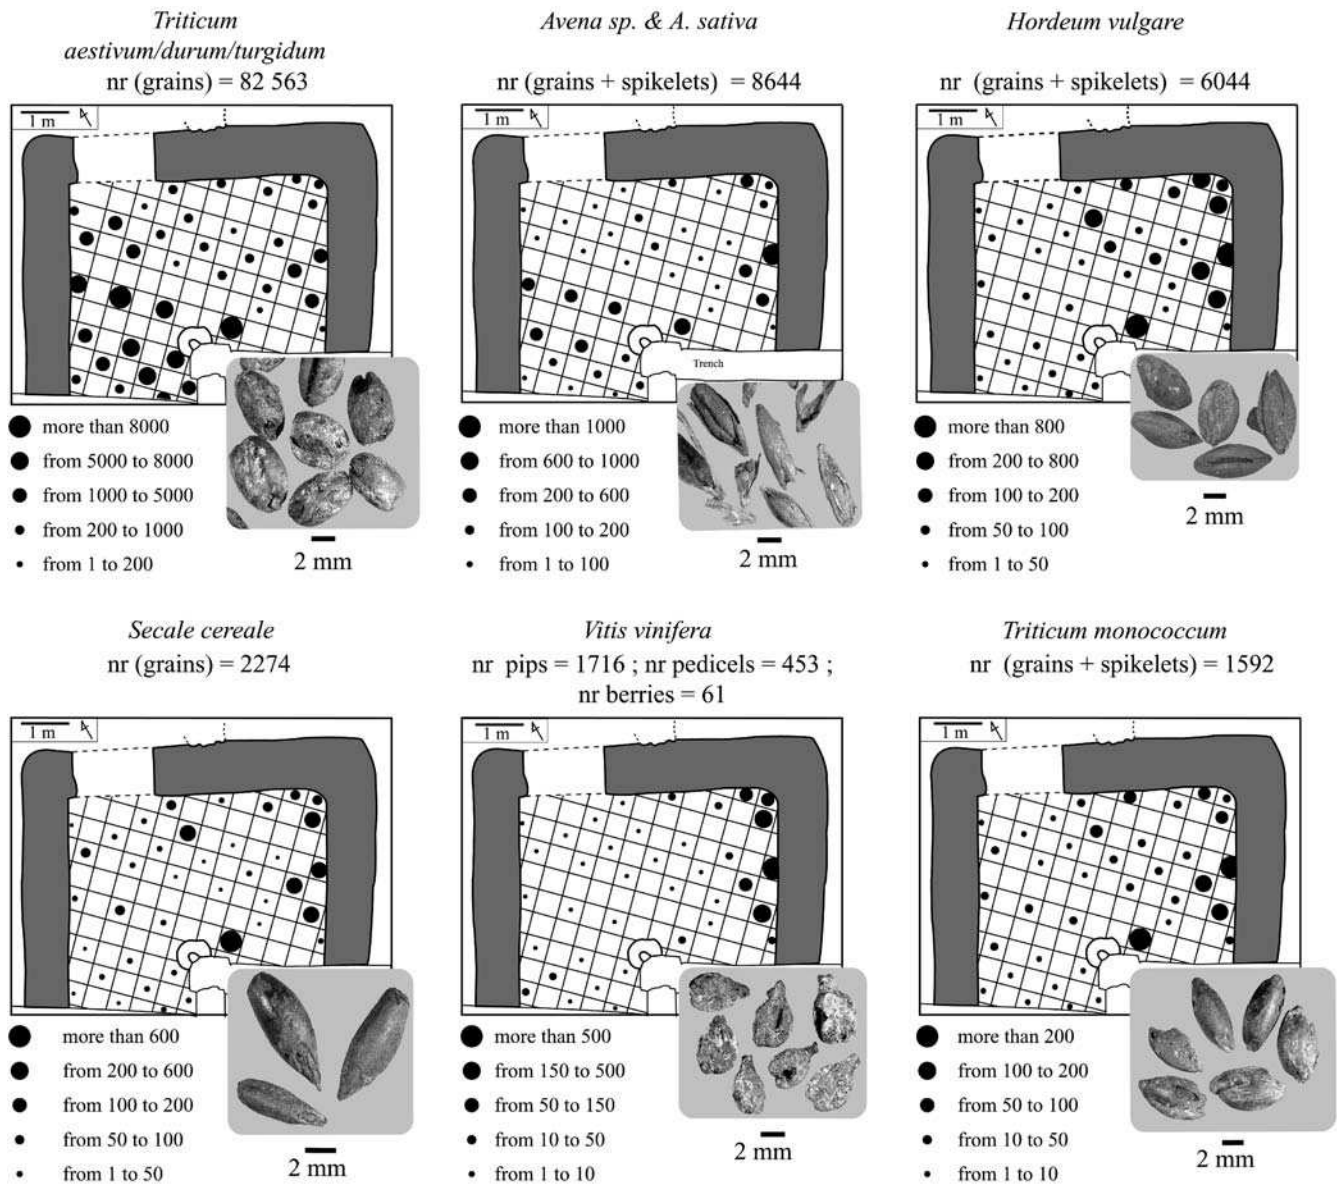 Triticum
aestivum/durum/turgidum
nr (grains) = 82 563
1 m
more than 8000
from 5000 to 8000
from 1000 to 5000
from 200 to 1000
from 1 to 200
2 mm
Avena sp. & A. sativa
nr (grains + spikelets) = 8644
1 m
Trench
more than 1000
from 600 to 1000
from 200 to 600
from 100 to 200
from 1 to 100
2 mm
Hordeum vulgare
nr (grains + spikelets) = 6044
1 m
more than 800
from 200 to 800
from 100 to 200
from 50 to 100
from 1 to 50
2 mm
Secale cereale
nr (grains) = 2274
1 m
more than 600
from 200 to 600
from 100 to 200
from 50 to 100
from 1 to 50
2 mm
Vitis vinifera
nr pips = 1716 ; nr pedicels = 453 ;
nr berries = 61
1 m
more than 500
from 150 to 500
from 50 to 150
from 10 to 50
from 1 to 10
2 mm
Triticum monococcum
nr (grains + spikelets) = 1592
1 m
more than 200
from 100 to 200
from 50 to 100
from 10 to 50
from 1 to 10
2 mm